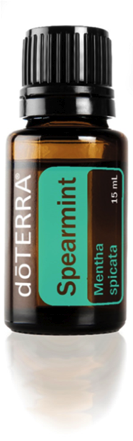 dōTERRA®
Spearmint
Mentha
spicata
15 mL